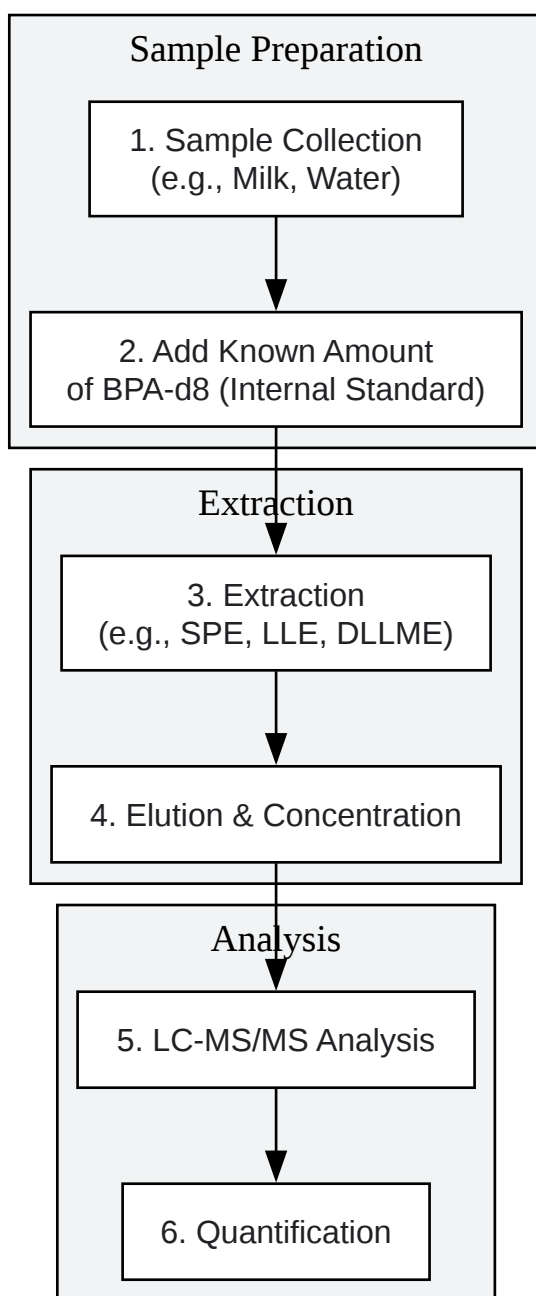 Sample Preparation
1. Sample Collection
(e.g., Milk, Water)
2. Add Known Amount
of BPA-d8 (Internal Standard)
Extraction
3. Extraction
(e.g., SPE, LLE, DLLME)
4. Elution & Concentration
Analysis
5. LC-MS/MS Analysis
6. Quantification